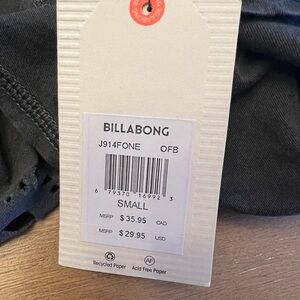 BILLABONG
J914FONE OFB
6 79370 16992 3
SMALL
MSRP $35.95 CAD
MSRP $29.95 USD
Recycled Paper
AF
Acid Free Paper